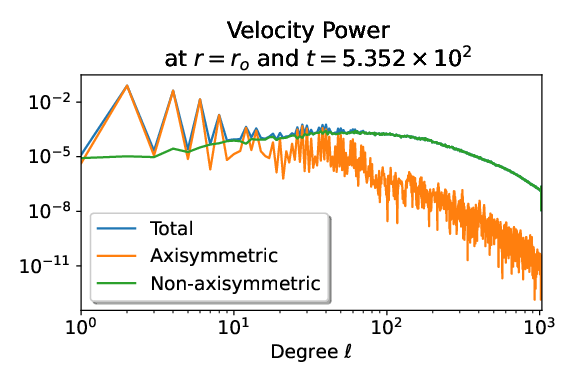 Velocity Power
at $r = r_o$ and $t = 5.352 \times 10^2$
$10^{-2}$
$10^{-5}$
$10^{-8}$
$10^{-11}$
Total
Axisymmetric
Non-axisymmetric
$10^0$ $10^1$ $10^2$ $10^3$
Degree ℓ